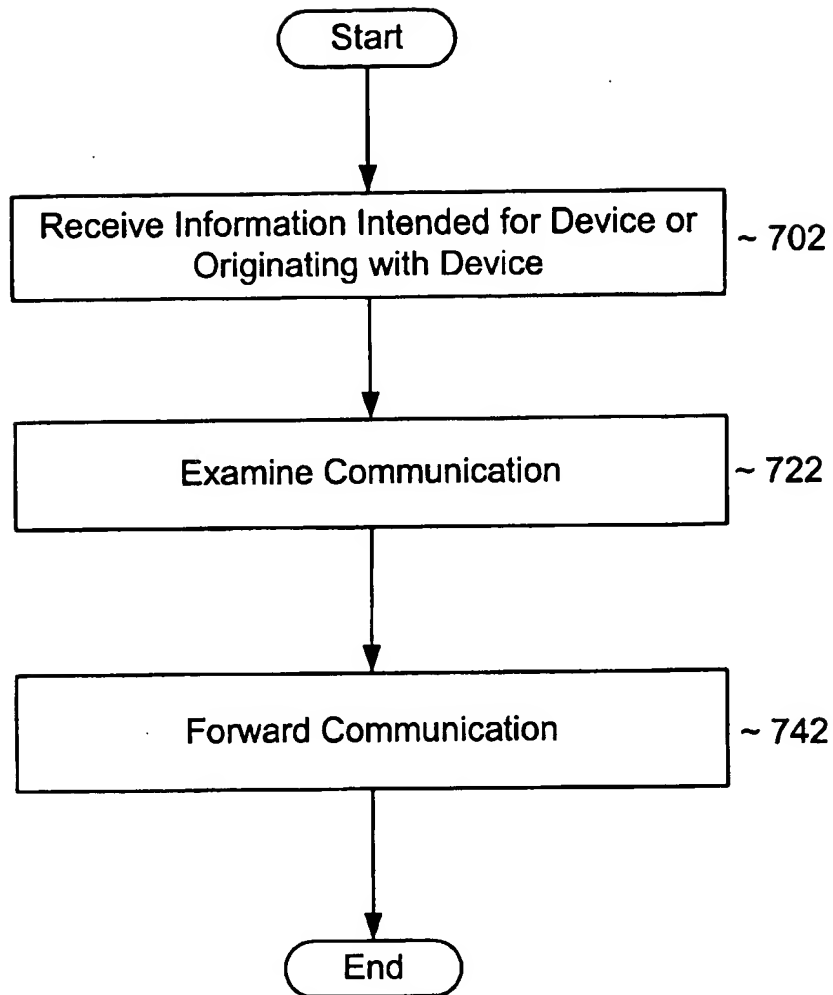 Start
Receive Information Intended for Device or
Originating with Device
~ 702
Examine Communication
~ 722
Forward Communication
~ 742
End